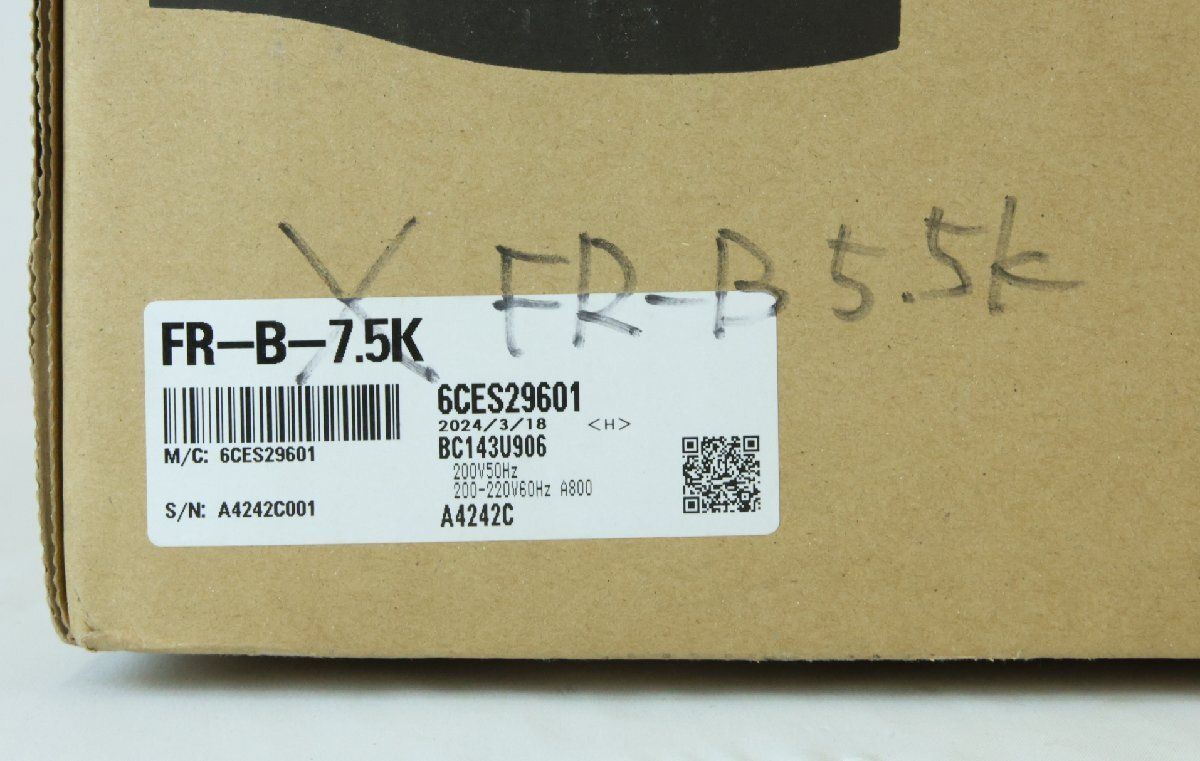 X FR-B 5.5K
FR-B-7.5K
6CES29601
2024/3/18 <H>
M/C: 6CES29601
BC143U906
200V50Hz
200-220V60Hz A800
S/N: A4242C001
A4242C